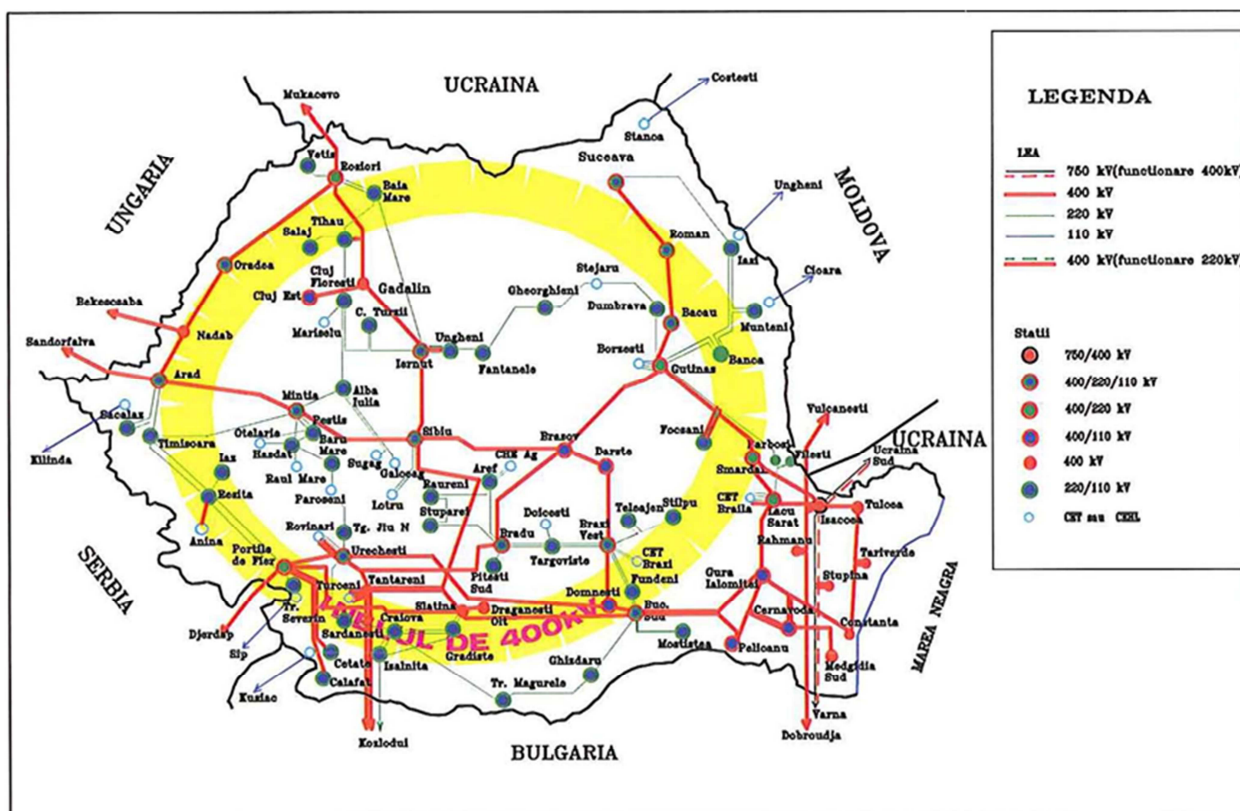 UCRAINA
Costesti
Mukacevo
Stanca
Suceava
Vetis
Rosiori
UNGARIA
Baia
Mare
Ungheni
MOLDOVA
Tihau
Salaj
Roman
Iasi
Oradea
Cluj
Floresti
Gadalin
Stejaru
Cioara
Cluj Est
Gheorghieni
Dumbrava
Bekescsaba
Mariselu
C. Turzii
Bacau
Munteni
Nadab
Ungheni
Sandorfalva
Iernut
Fantanele
Borzesti
Gutinas
Banca
Arad
Mintia
Alba
Iulia
Pestis
Sacalaz
Otelarie
Baru
Mare
Sibiu
Brasov
Focsani
Vulcanesti
Timisoara
Hasdat
Sugag
Galceag
Darste
Barbosi
Filesti
UCRAINA
Kilinda
Iaz
Raul Mare
Aref
CHE Ag
Smardan
Ucraina
Sud
Resita
Paroseni
Lotru
Raureni
Stuparei
Teleajen
Stilpu
CET
Braila
Lacu
Sarat
Isaccea
Tulcea
Anina
Rovinari
Tg. Jiu N
Doicesti
Brazi
Vest
Rahmanu
Portile
de Fier
Urechesti
Bradu
Targoviste
CET
Brazi
Tariverde
SERBIA
Turceni
Tantareni
Pitesti
Sud
Fundeni
Gura
Ialomitei
Stupina
Tr.
Severin
Slatina
Draganesti
Olt
Domnesti
Buc.
Sud
Cernavoda
Constanta
INELUL DE 400kV
Djerdap
Sardanesti
Craiova
Gradiste
Mostistea
Pelicanu
Medgidia
Sud
MAREA NEAGRA
Sip
Cetate
Isalnita
Ghizdaru
Kusiac
Calafat
Tr. Magurele
Varna
Kozlodui
BULGARIA
Dobroudja
LEGENDA
LEA
750 kV(functionare 400kV)
400 kV
220 kV
110 kV
400 kV(functionare 220kV)
Statii
750/400 kV
400/220/110 kV
400/220 kV
400/110 kV
400 kV
220/110 kV
CET sau CEHL